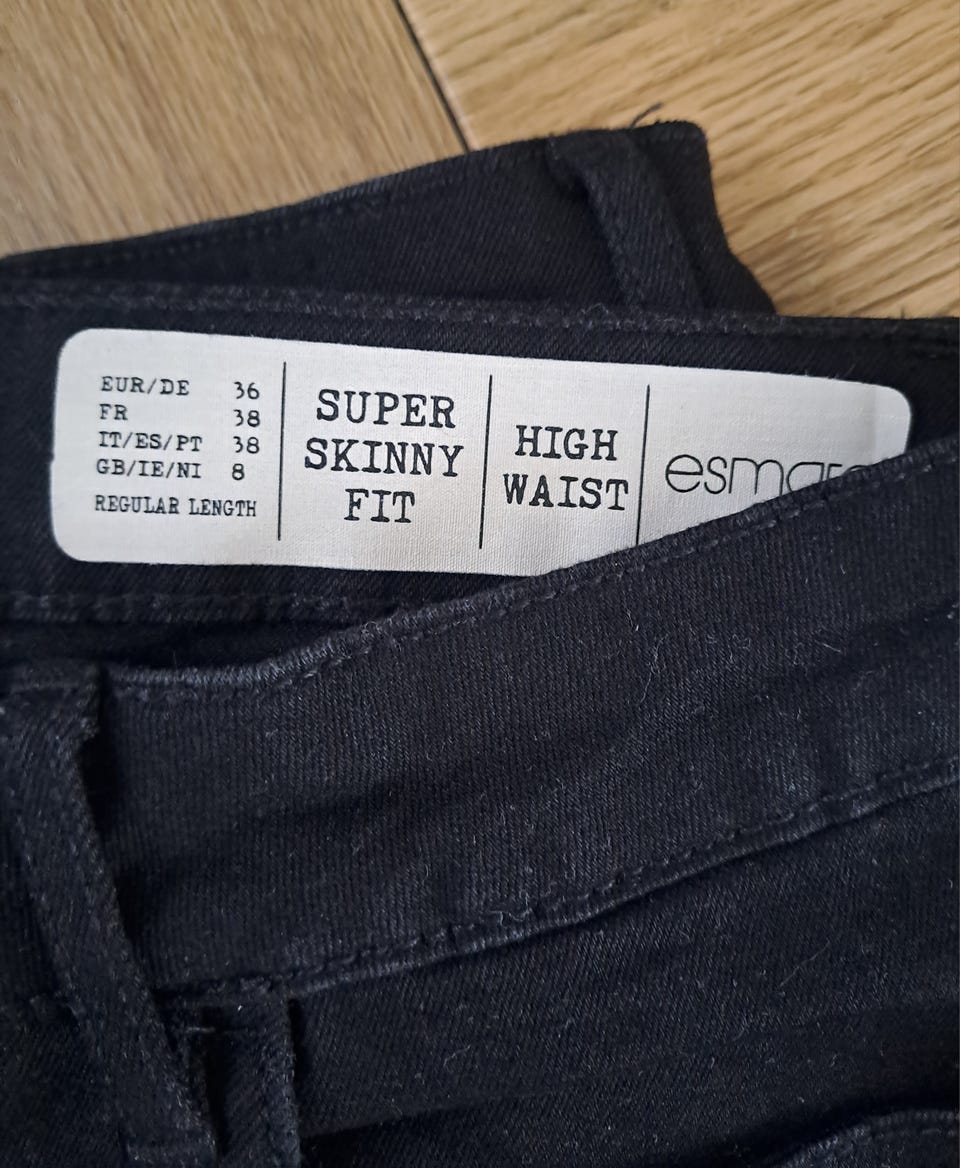 EUR/DE 36
FR 38
IT/ES/PT 38
GB/IE/NI 8
REGULAR LENGTH
SUPER
SKINNY
FIT
HIGH
WAIST